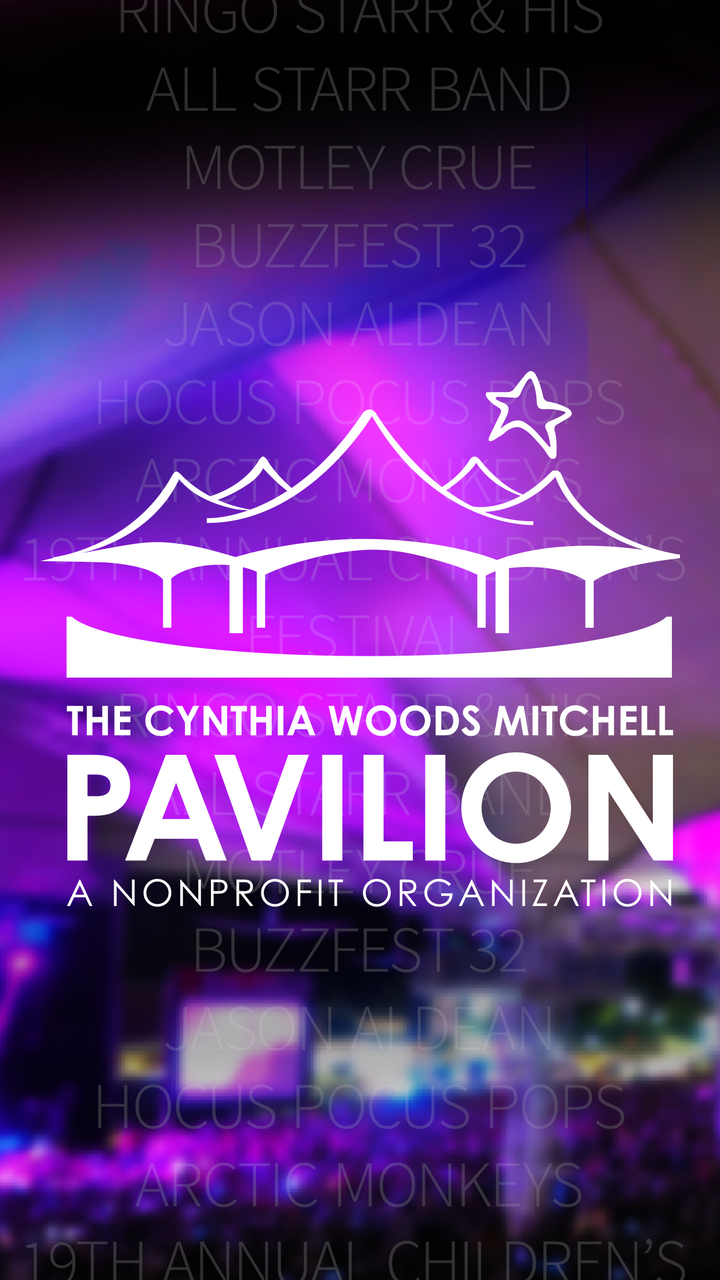 RINGO STARR & HIS
ALL STARR BAND
MOTLEY CRUE
BUZZFEST 32
JASON ALDEAN
HOCUS POCUS POPS
ARCTIC MONKEYS
19TH ANNUAL CHILDREN'S
FESTIVAL
RINGO STARR & HIS
THE CYNTHIA WOODS MITCHELL
ALL STARR BAND
PAVILION
MOTLEY CRUE
A NONPROFIT ORGANIZATION
BUZZFEST 32
JASON ALDEAN
HOCUS POCUS POPS
ARCTIC MONKEYS
19TH ANNUAL CHILDREN'S